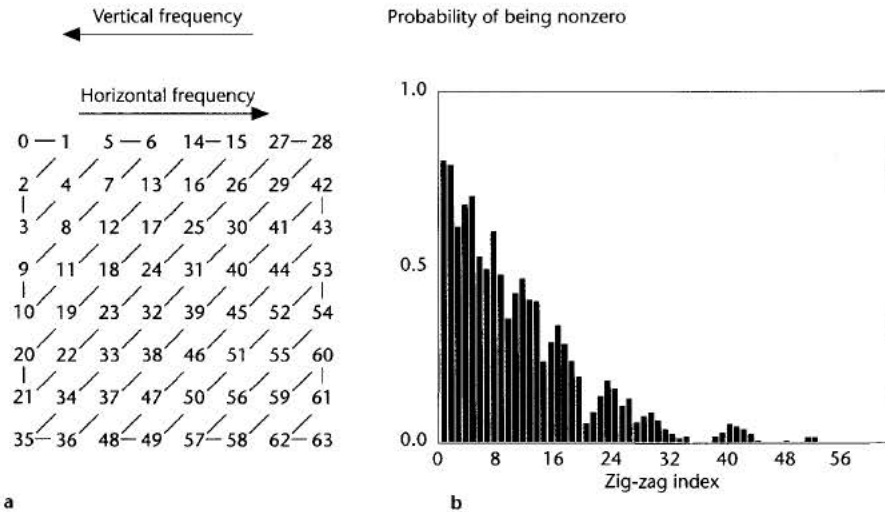 Vertical frequency
Horizontal frequency
0 1 5 6 14 15 27 28
2 4 7 13 16 26 29 42
3 8 12 17 25 30 41 43
9 11 18 24 31 40 44 53
10 19 23 32 39 45 52 54
20 22 33 38 46 51 55 60
21 34 37 47 50 56 59 61
35 36 48 49 57 58 62 63
a
Probability of being nonzero
1.0
0.5
0.0
0 8 16 24 32 40 48 56
Zig-zag index
b